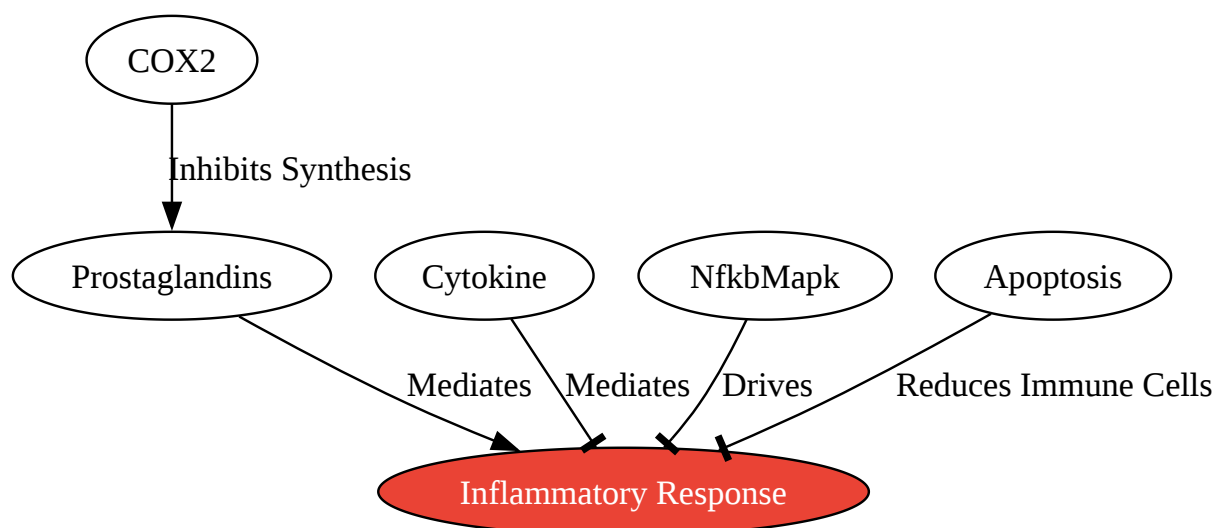 COX2
Inhibits Synthesis
Prostaglandins
Cytokine
NfkbMapk
Apoptosis
Mediates
Mediates
Drives
Reduces Immune Cells
Inflammatory Response